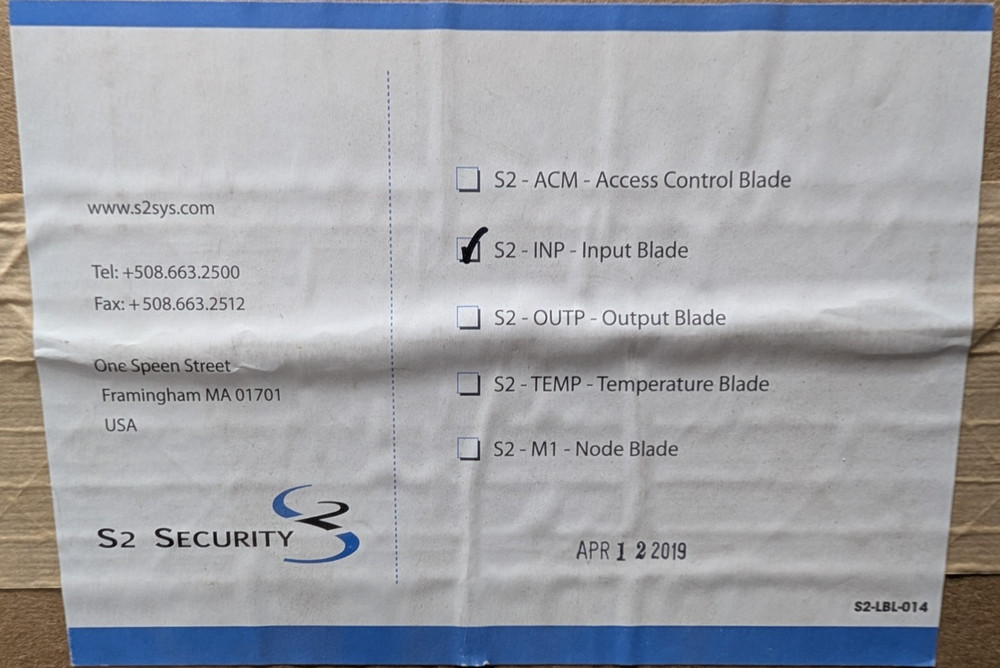 www.s2sys.com
Tel: +508.663.2500
Fax: +508.663.2512
One Speen Street
Framingham MA 01701
USA
S2 SECURITY
S2
S2 - ACM - Access Control Blade
S2 - INP - Input Blade
S2 - OUTP - Output Blade
S2 - TEMP - Temperature Blade
S2 - M1 - Node Blade
APR 12 2019
S2-LBL-014